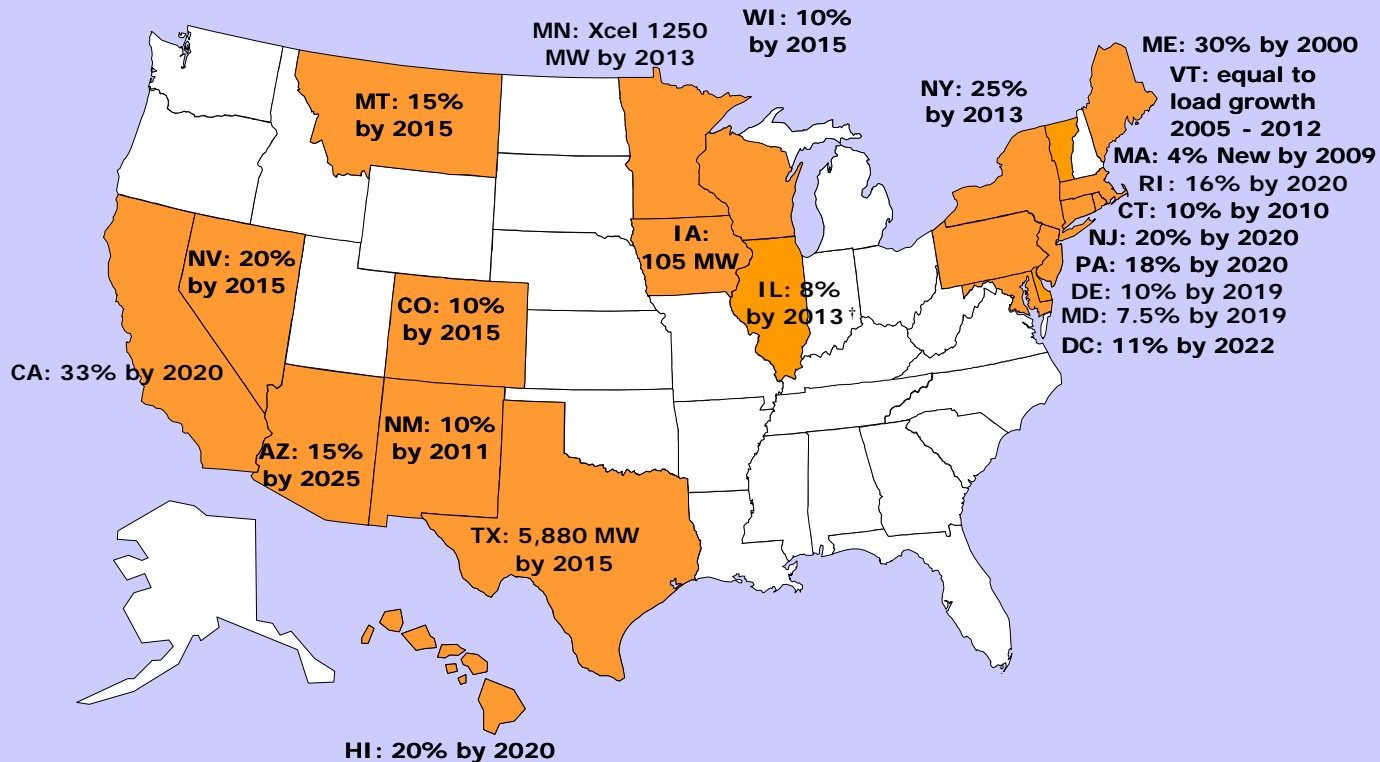 MN: Xcel 1250
MW by 2013
WI: 10%
by 2015
ME: 30% by 2000
VT: equal to
load growth
2005 - 2012
NY: 25%
by 2013
MT: 15%
by 2015
MA: 4% New by 2009
RI: 16% by 2020
CT: 10% by 2010
NJ: 20% by 2020
PA: 18% by 2020
DE: 10% by 2019
MD: 7.5% by 2019
DC: 11% by 2022
IA:
105 MW
NV: 20%
by 2015
CO: 10%
by 2015
IL: 8%
by 2013†
CA: 33% by 2020
NM: 10%
by 2011
AZ: 15%
by 2025
TX: 5,880 MW
by 2015
HI: 20% by 2020